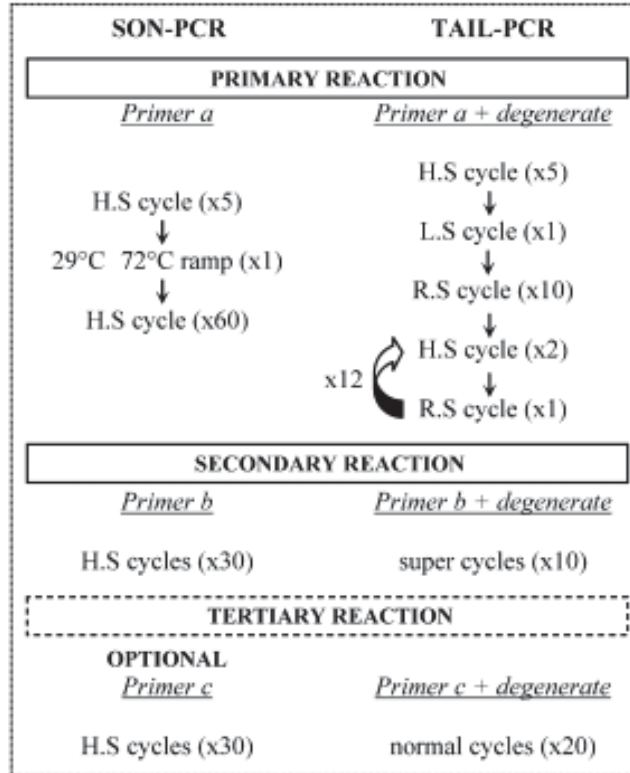 SON-PCR TAIL-PCR
PRIMARY REACTION
Primer a Primer a + degenerate
H.S cycle (x5)
29°C 72°C ramp (x1)
H.S cycle (x60)
H.S cycle (x5)
L.S cycle (x1)
R.S cycle (x10)
H.S cycle (x2)
x12
R.S cycle (x1)
SECONDARY REACTION
Primer b Primer b + degenerate
H.S cycles (x30) super cycles (x10)
TERTIARY REACTION
OPTIONAL
Primer c Primer c + degenerate
H.S cycles (x30) normal cycles (x20)